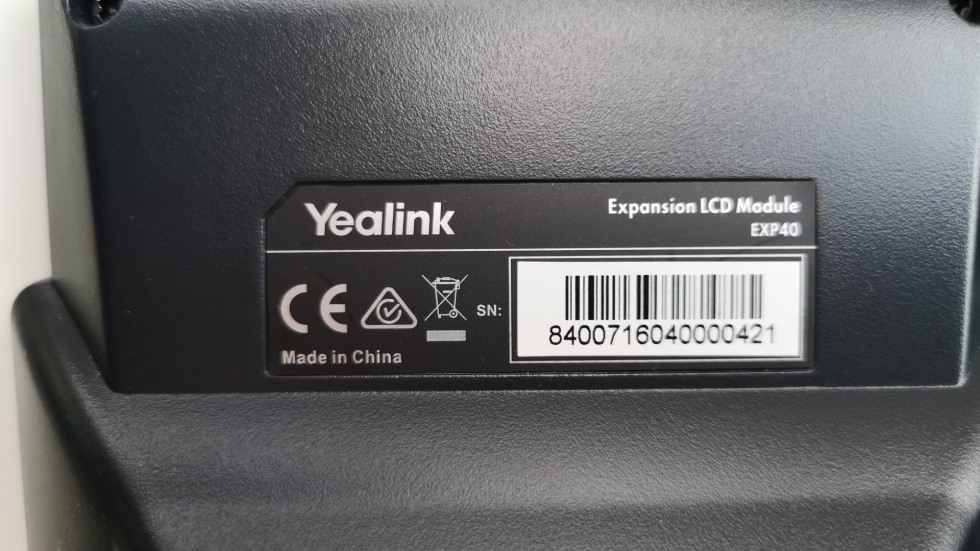 Yealink
Expansion LCD Module
EXP40
CE
SN:
8400716040000421
Made in China